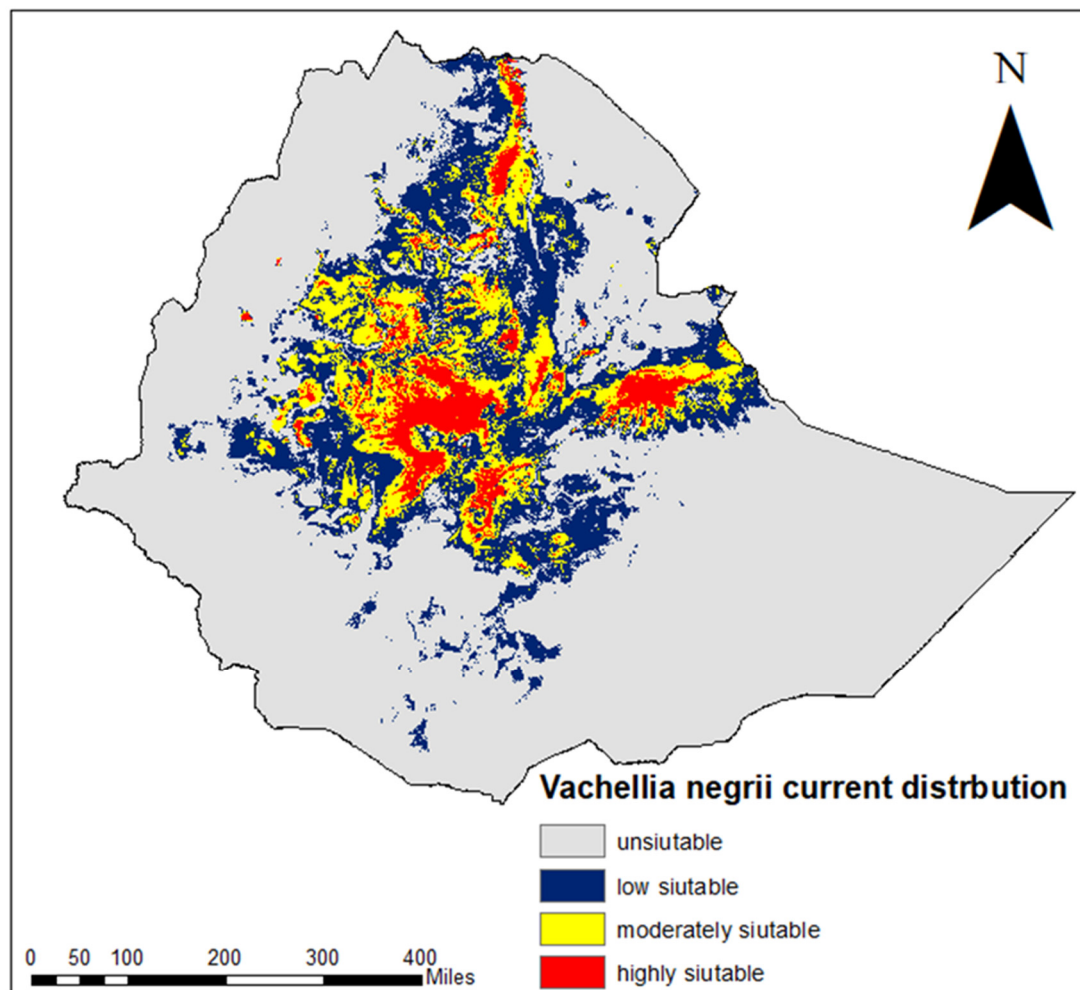 N
Vachellia negrii current distrbution
unsiutable
low siutable
moderately siutable
highly siutable
0 50 100 200 300 400
Miles